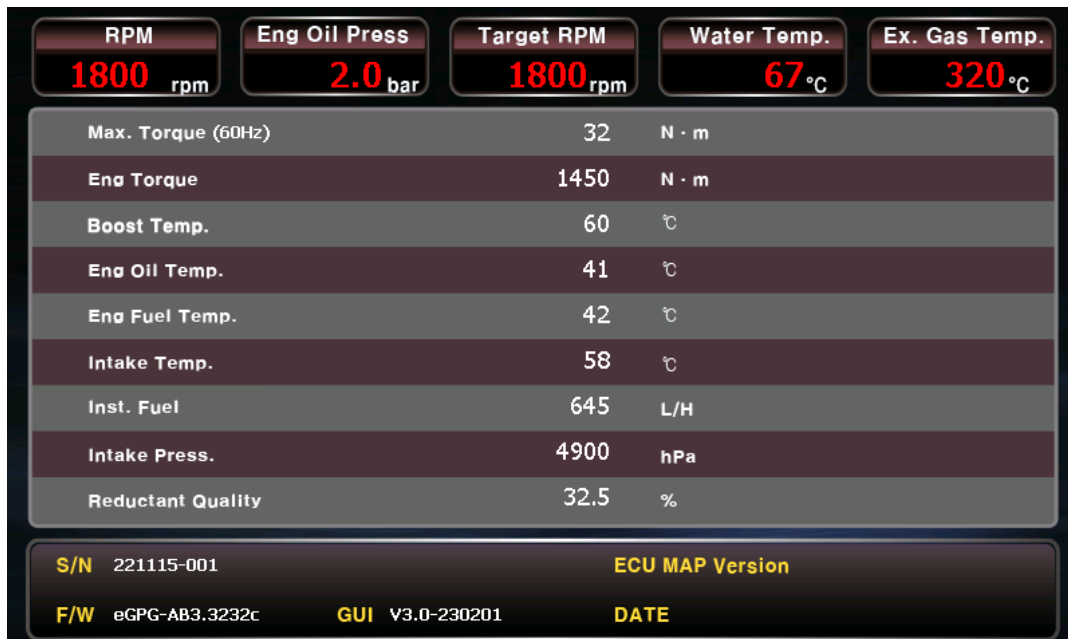 RPM Eng Oil Press Target RPM Water Temp. Ex. Gas Temp.
1800 rpm 2.0 bar 1800 rpm 67 °C 320 °C
Max. Torque (60Hz) 32 N · m
Eng Torque 1450 N · m
Boost Temp. 60 ℃
Eng Oil Temp. 41 ℃
Eng Fuel Temp. 42 ℃
Intake Temp. 58 ℃
Inst. Fuel 645 L/H
Intake Press. 4900 hPa
Reductant Quality 32.5 %
S/N 221115-001 ECU MAP Version
F/W eGPG-AB3.3232c GUI V3.0-230201 DATE